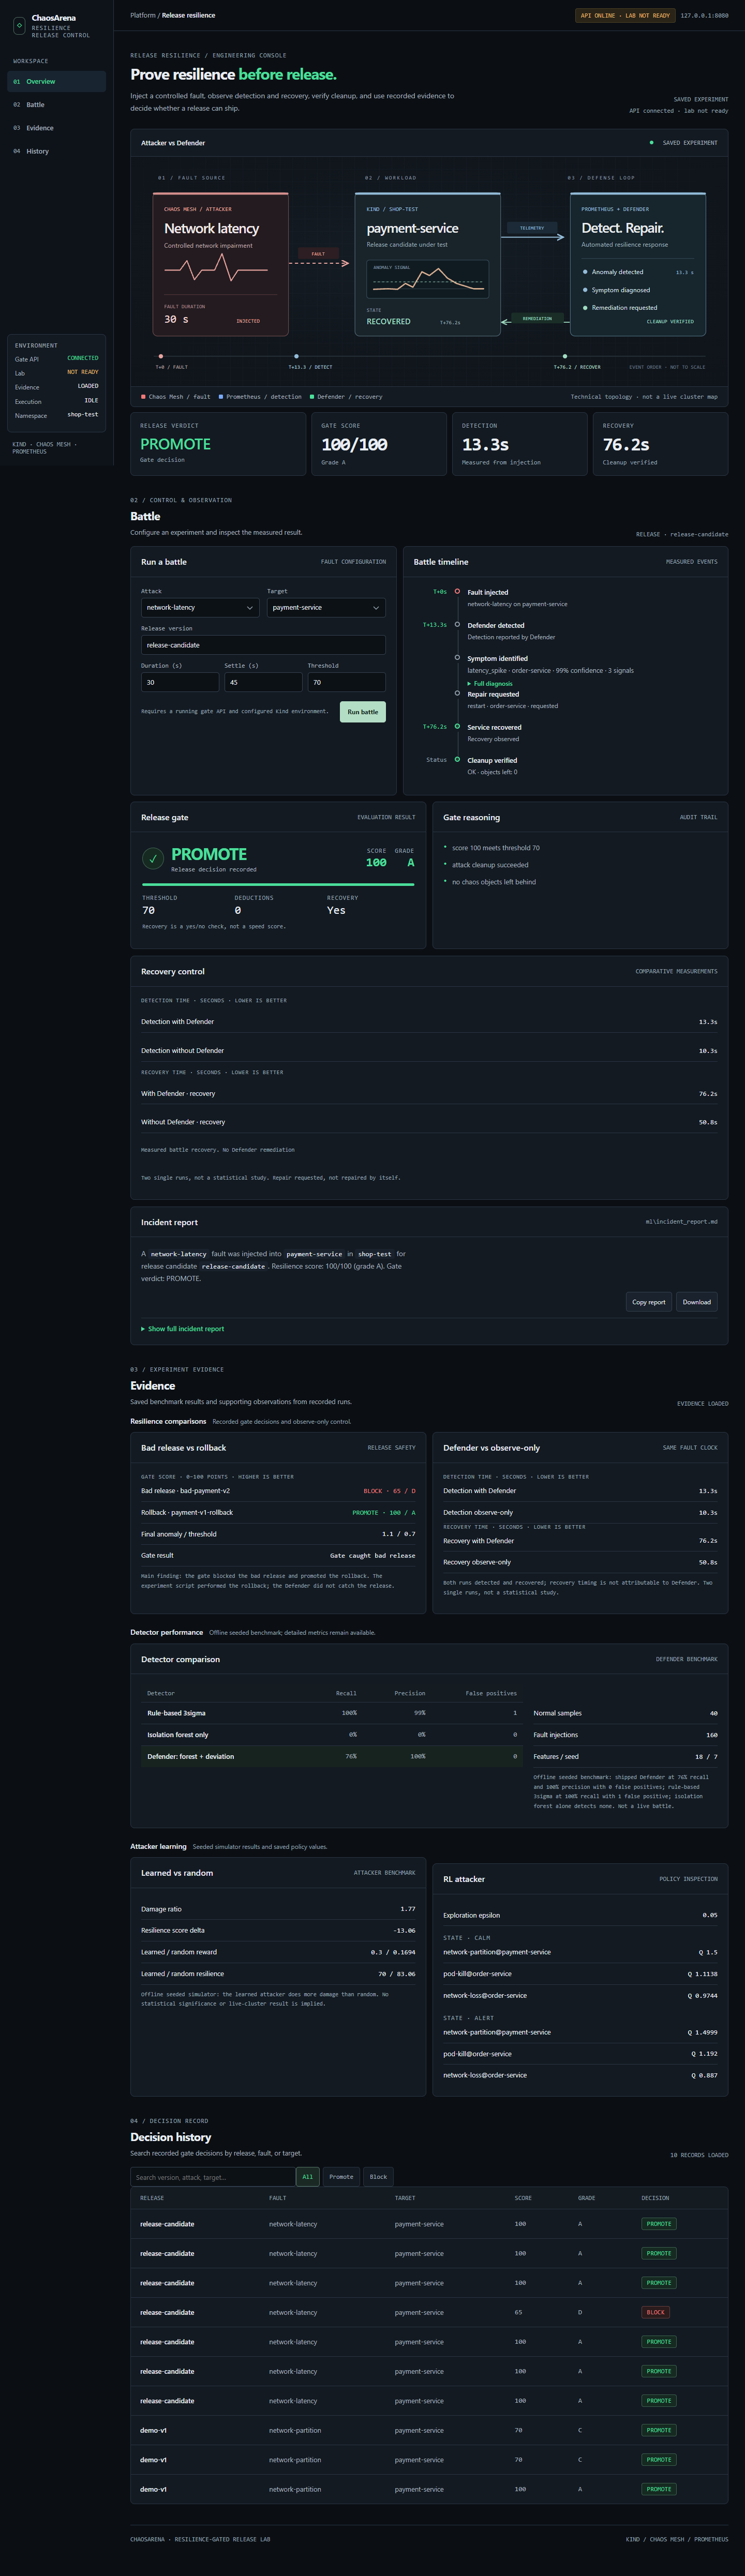 ChaosArena
RESILIENCE
RELEASE CONTROL
WORKSPACE
01 Overview
02 Battle
03 Evidence
04 History
ENVIRONMENT
Gate API CONNECTED
Lab NOT READY
Evidence LOADED
Execution IDLE
Namespace shop-test
KIND · CHAOS MESH ·
PROMETHEUS
Platform / Release resilience
API ONLINE · LAB NOT READY 127.0.0.1:8080
RELEASE RESILIENCE / ENGINEERING CONSOLE
Prove resilience before release.
Inject a controlled fault, observe detection and recovery, verify cleanup, and use recorded evidence to
decide whether a release can ship.
SAVED EXPERIMENT
API connected · lab not ready
Attacker vs Defender
SAVED EXPERIMENT
01 / FAULT SOURCE
02 / WORKLOAD
03 / DEFENSE LOOP
CHAOS MESH / ATTACKER
Network latency
Controlled network impairment
FAULT DURATION
30 s INJECTED
FAULT
KIND / SHOP-TEST
payment-service
Release candidate under test
ANOMALY SIGNAL
STATE
RECOVERED T+76.2s
TELEMETRY
REMEDIATION
PROMETHEUS + DEFENDER
Detect. Repair.
Automated resilience response
Anomaly detected 13.3 s
Symptom diagnosed
Remediation requested
CLEANUP VERIFIED
T+0 / FAULT
T+13.3 / DETECT
T+76.2 / RECOVER
EVENT ORDER · NOT TO SCALE
Chaos Mesh / fault Prometheus / detection Defender / recovery
Technical topology · not a live cluster map
RELEASE VERDICT
PROMOTE
Gate decision
GATE SCORE
100/100
Grade A
DETECTION
13.3s
Measured from injection
RECOVERY
76.2s
Cleanup verified
02 / CONTROL & OBSERVATION
Battle
Configure an experiment and inspect the measured result.
RELEASE · release-candidate
Run a battle
FAULT CONFIGURATION
Attack
network-latency
Target
payment-service
Release version
release-candidate
Duration (s)
30
Settle (s)
45
Threshold
70
Requires a running gate API and configured Kind environment.
Run battle
Battle timeline
MEASURED EVENTS
T+0s Fault injected
network-latency on payment-service
T+13.3s Defender detected
Detection reported by Defender
Symptom identified
latency_spike · order-service · 99% confidence · 3 signals
▶ Full diagnosis
Repair requested
restart · order-service · requested
T+76.2s Service recovered
Recovery observed
Status Cleanup verified
OK · objects left: 0
Release gate
EVALUATION RESULT
✓ PROMOTE
Release decision recorded
SCORE
100
GRADE
A
THRESHOLD
70
DEDUCTIONS
0
RECOVERY
Yes
Recovery is a yes/no check, not a speed score.
Gate reasoning
AUDIT TRAIL
score 100 meets threshold 70
attack cleanup succeeded
no chaos objects left behind
Recovery control
COMPARATIVE MEASUREMENTS
DETECTION TIME · SECONDS · LOWER IS BETTER
Detection with Defender 13.3s
Detection without Defender 10.3s
RECOVERY TIME · SECONDS · LOWER IS BETTER
With Defender · recovery 76.2s
Without Defender · recovery 50.8s
Measured battle recovery. No Defender remediation
Two single runs, not a statistical study. Repair requested, not repaired by itself.
Incident report
ml\incident_report.md
A network-latency fault was injected into payment-service in shop-test for
release candidate release-candidate. Resilience score: 100/100 (grade A). Gate
verdict: PROMOTE.
Copy report
Download
▶ Show full incident report
03 / EXPERIMENT EVIDENCE
Evidence
Saved benchmark results and supporting observations from recorded runs.
EVIDENCE LOADED
Resilience comparisons Recorded gate decisions and observe-only control.
Bad release vs rollback
RELEASE SAFETY
GATE SCORE · 0–100 POINTS · HIGHER IS BETTER
Bad release · bad-payment-v2 BLOCK · 65 / D
Rollback · payment-v1-rollback PROMOTE · 100 / A
Final anomaly / threshold 1.1 / 0.7
Gate result Gate caught bad release
Main finding: the gate blocked the bad release and promoted the rollback. The
experiment script performed the rollback; the Defender did not catch the release.
Defender vs observe-only
SAME FAULT CLOCK
DETECTION TIME · SECONDS · LOWER IS BETTER
Detection with Defender 13.3s
Detection observe-only 10.3s
RECOVERY TIME · SECONDS · LOWER IS BETTER
Recovery with Defender 76.2s
Recovery observe-only 50.8s
Both runs detected and recovered; recovery timing is not attributable to Defender. Two
single runs, not a statistical study.
Detector performance Offline seeded benchmark; detailed metrics remain available.
Detector comparison
DEFENDER BENCHMARK
Detector Recall Precision False positives
Rule-based 3sigma 100% 99% 1
Isolation forest only 0% 0% 0
Defender: forest + deviation 76% 100% 0
Normal samples 40
Fault injections 160
Features / seed 18 / 7
Offline seeded benchmark: shipped Defender at 76% recall
and 100% precision with 0 false positives; rule-based
3sigma at 100% recall with 1 false positive; isolation
forest alone detects none. Not a live battle.
Attacker learning Seeded simulator results and saved policy values.
Learned vs random
ATTACKER BENCHMARK
Damage ratio 1.77
Resilience score delta -13.06
Learned / random reward 0.3 / 0.1694
Learned / random resilience 70 / 83.06
Offline seeded simulator: the learned attacker does more damage than random. No
statistical significance or live-cluster result is implied.
RL attacker
POLICY INSPECTION
Exploration epsilon 0.05
STATE · CALM
network-partition@payment-service Q 1.5
pod-kill@order-service Q 1.1138
network-loss@order-service Q 0.9744
STATE · ALERT
network-partition@payment-service Q 1.4999
pod-kill@order-service Q 1.192
network-loss@order-service Q 0.887
04 / DECISION RECORD
Decision history
Search recorded gate decisions by release, fault, or target.
10 RECORDS LOADED
Search version, attack, target...
All
Promote
Block
RELEASE FAULT TARGET SCORE GRADE DECISION
release-candidate network-latency payment-service 100 A PROMOTE
release-candidate network-latency payment-service 100 A PROMOTE
release-candidate network-latency payment-service 100 A PROMOTE
release-candidate network-latency payment-service 65 D BLOCK
release-candidate network-latency payment-service 100 A PROMOTE
release-candidate network-latency payment-service 100 A PROMOTE
release-candidate network-latency payment-service 100 A PROMOTE
demo-v1 network-partition payment-service 70 C PROMOTE
demo-v1 network-partition payment-service 70 C PROMOTE
demo-v1 network-partition payment-service 100 A PROMOTE
CHAOSARENA · RESILIENCE-GATED RELEASE LAB
KIND / CHAOS MESH / PROMETHEUS